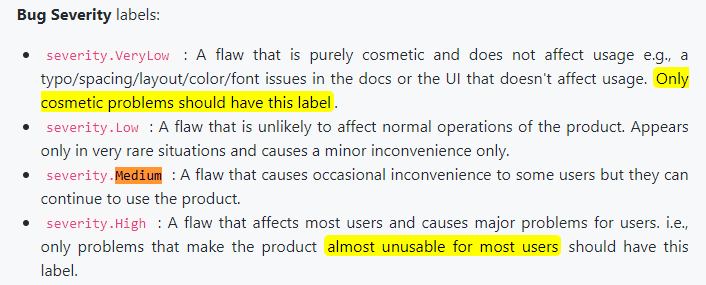 Bug Severity labels:
severity.VeryLow : A flaw that is purely cosmetic and does not affect usage e.g., a
typo/spacing/layout/color/font issues in the docs or the UI that doesn't affect usage. Only
cosmetic problems should have this label.
severity.Low : A flaw that is unlikely to affect normal operations of the product. Appears
only in very rare situations and causes a minor inconvenience only.
severity.Medium : A flaw that causes occasional inconvenience to some users but they can
continue to use the product.
severity.High : A flaw that affects most users and causes major problems for users. i.e.,
only problems that make the product almost unusable for most users should have this
label.